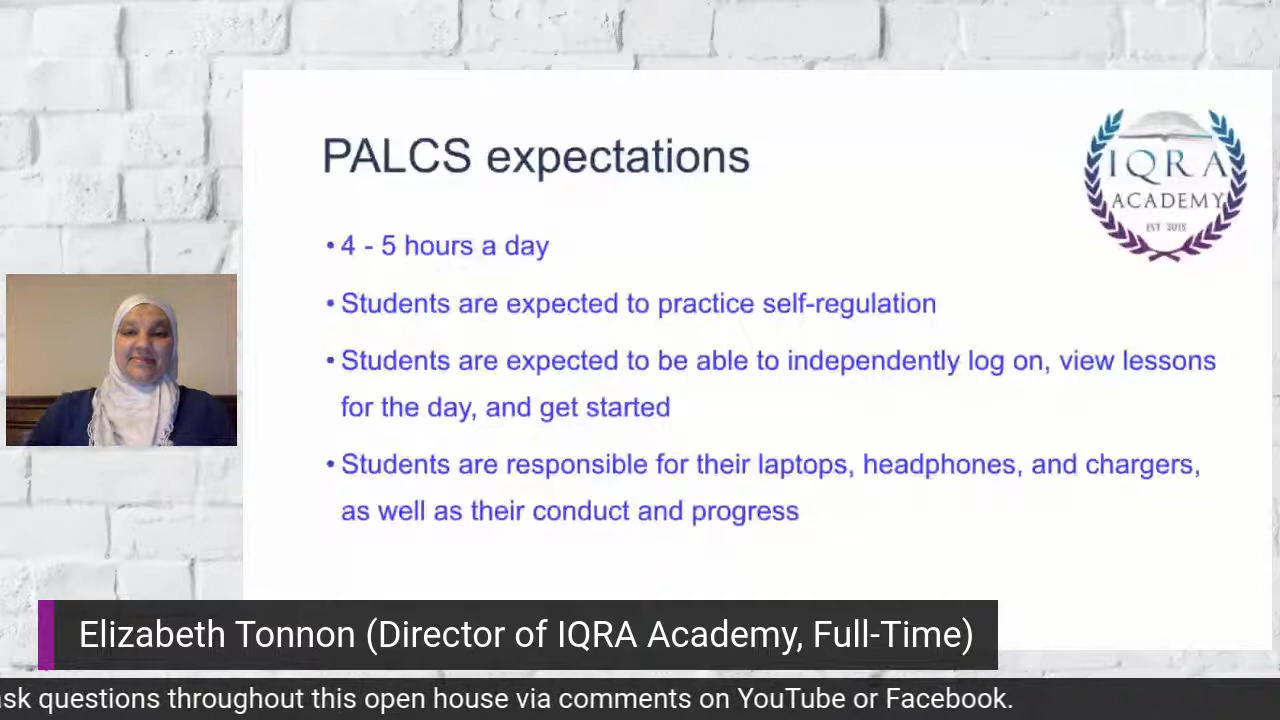 PALCS expectations
IQRA
ACADEMY
EST 2015
• 4 - 5 hours a day
• Students are expected to practice self-regulation
• Students are expected to be able to independently log on, view lessons
for the day, and get started
• Students are responsible for their laptops, headphones, and chargers,
as well as their conduct and progress
Elizabeth Tonnon (Director of IQRA Academy, Full-Time)
questions throughout this open house via comments on YouTube or Facebook.